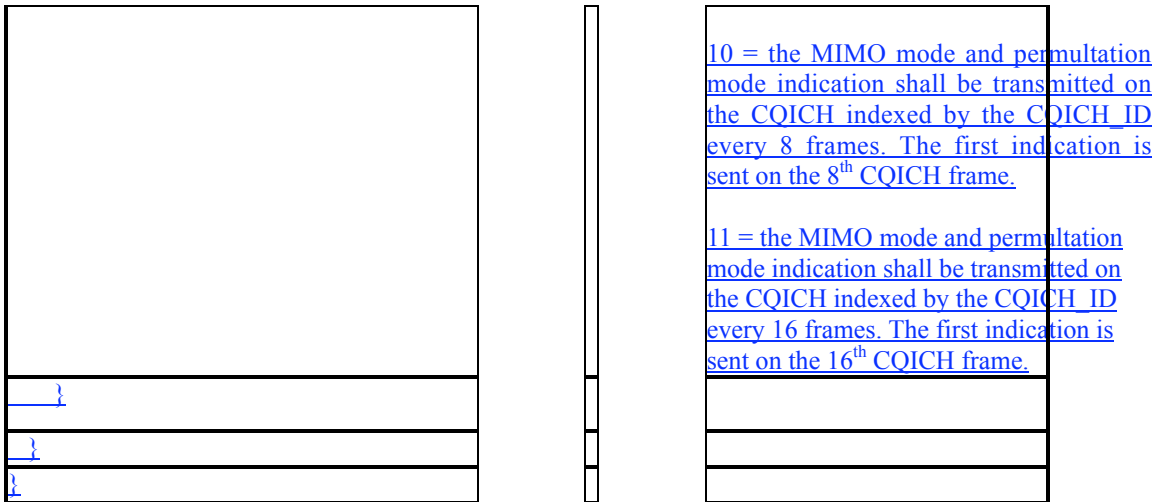 10 = the MIMO mode and permultation
mode indication shall be transmitted on
the CQICH indexed by the CQICH_ID
every 8 frames. The first indication is
sent on the 8th CQICH frame.
11 = the MIMO mode and permultation
mode indication shall be transmitted on
the CQICH indexed by the CQICH_ID
every 16 frames. The first indication is
sent on the 16th CQICH frame.
}
}
}